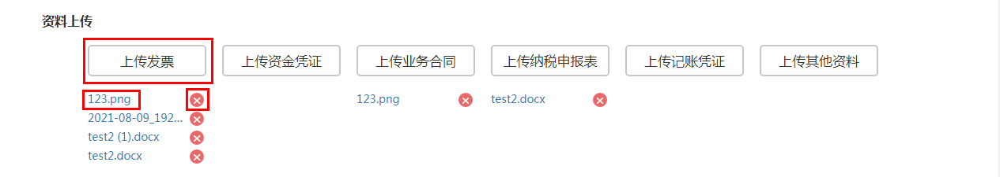 资料上传
上传发票 上传资金凭证 上传业务合同 上传纳税申报表 上传记账凭证 上传其他资料
123.png 123.png test2.docx
2021-08-09_192...
test2 (1).docx
test2.docx